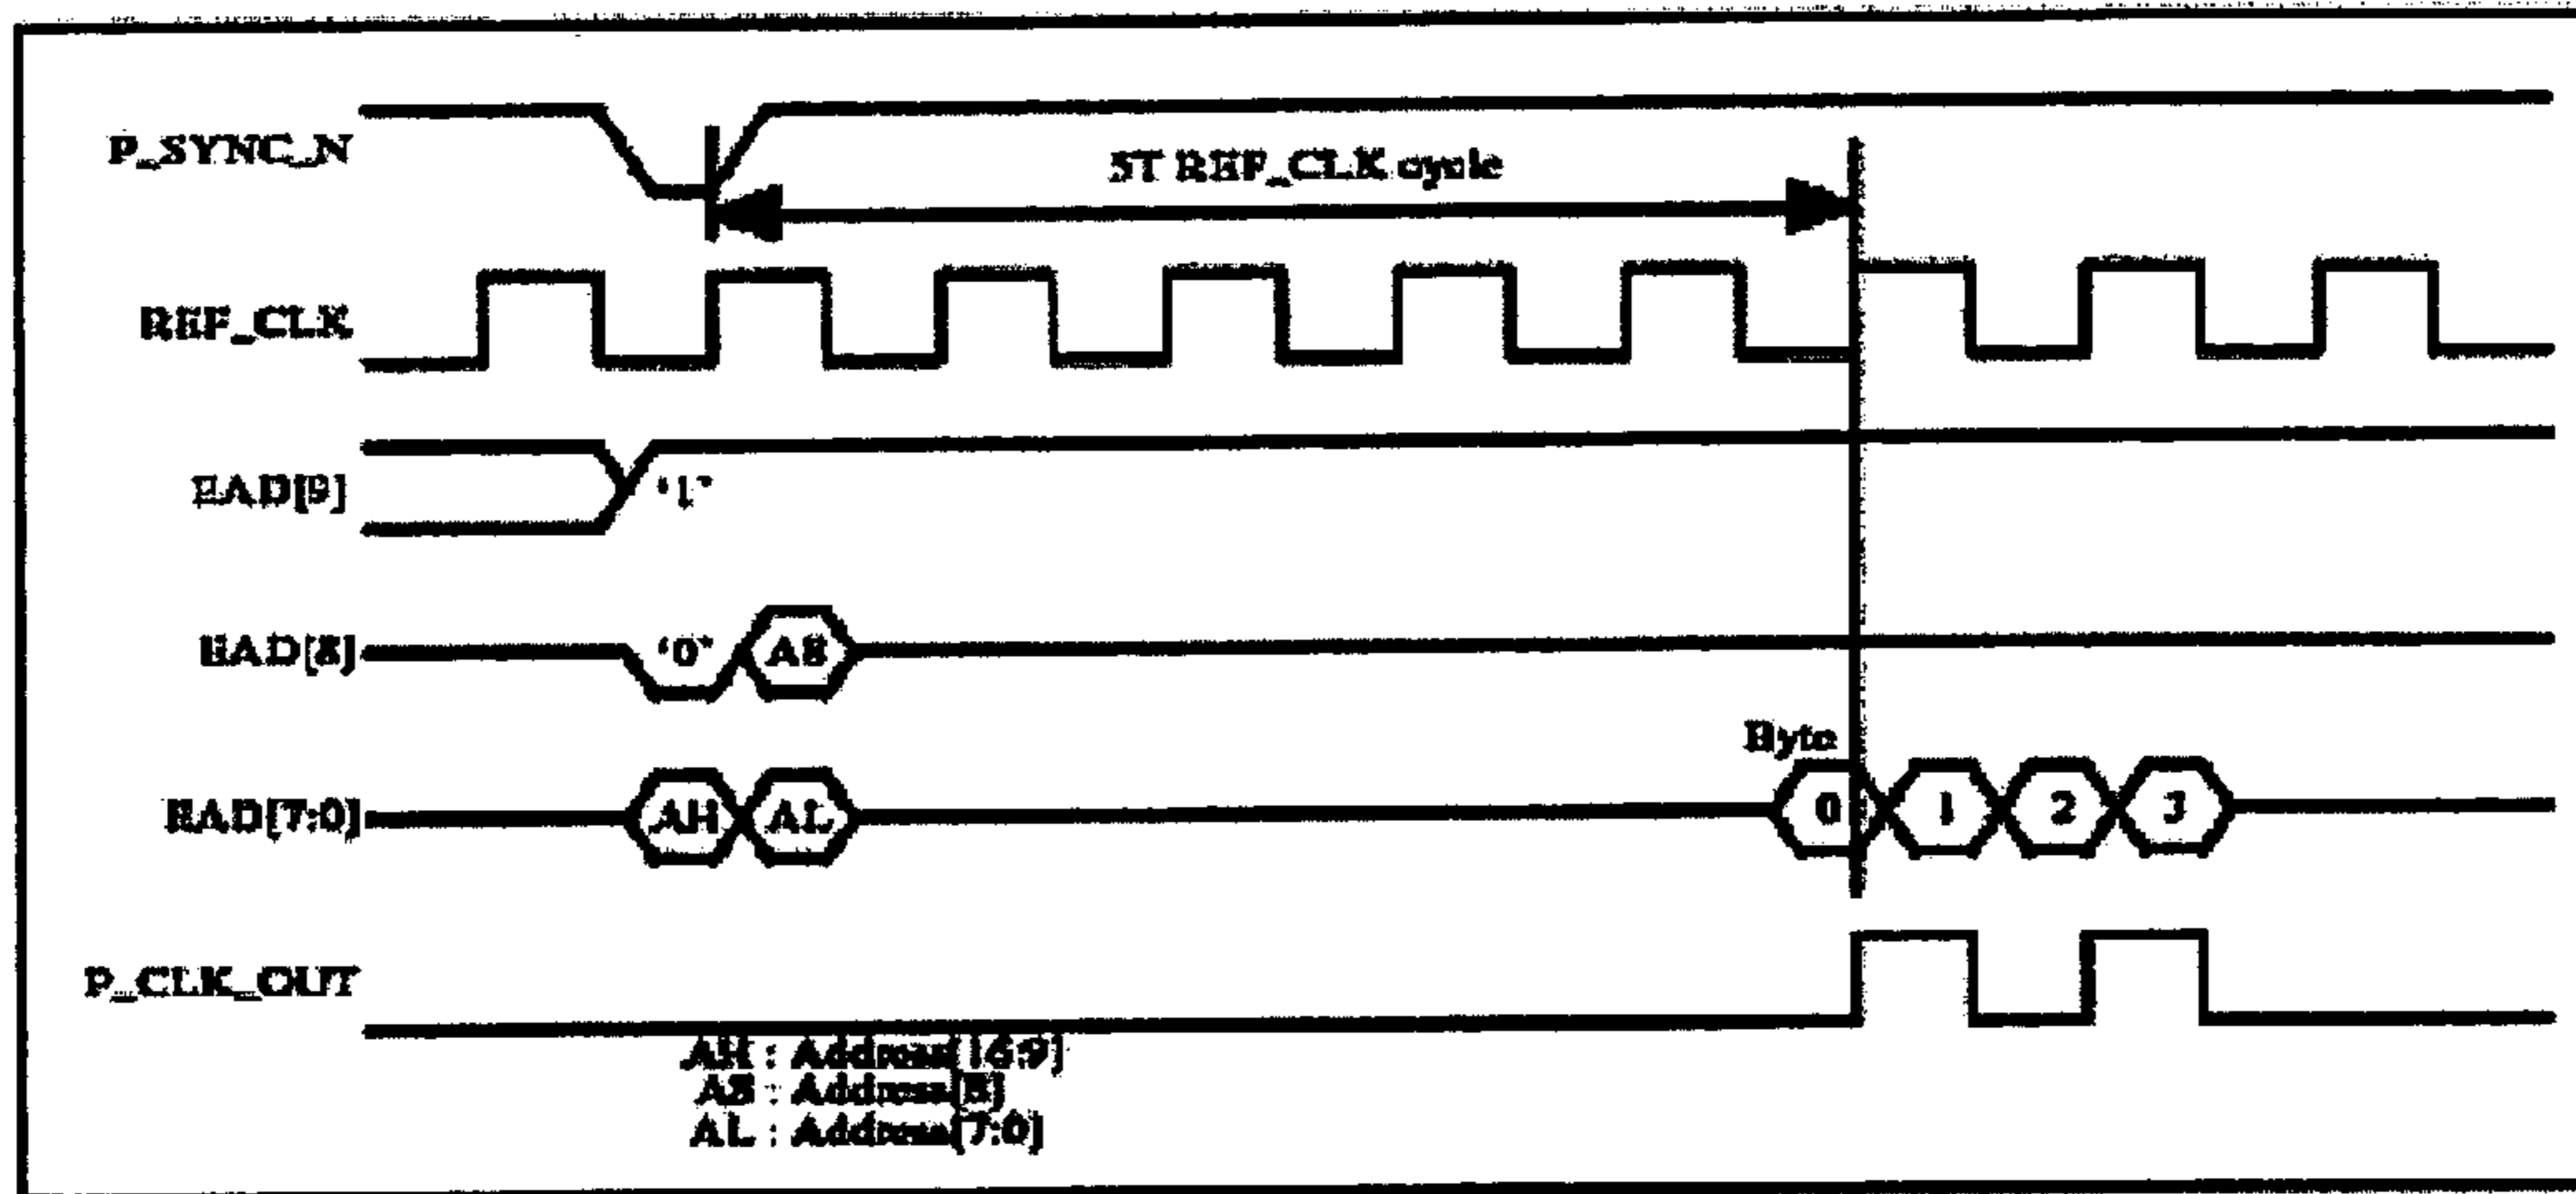 P_SYNC_N
5T REF_CLK cycle
REF_CLK
EAD[9]
'1'
EAD[8]
'0'
A8
Byte
EAD[7:0]
AH
AL
0
1
2
3
P_CLK_OUT
AH : Address[16:9]
A8 : Address[8]
AL : Address[7:0]